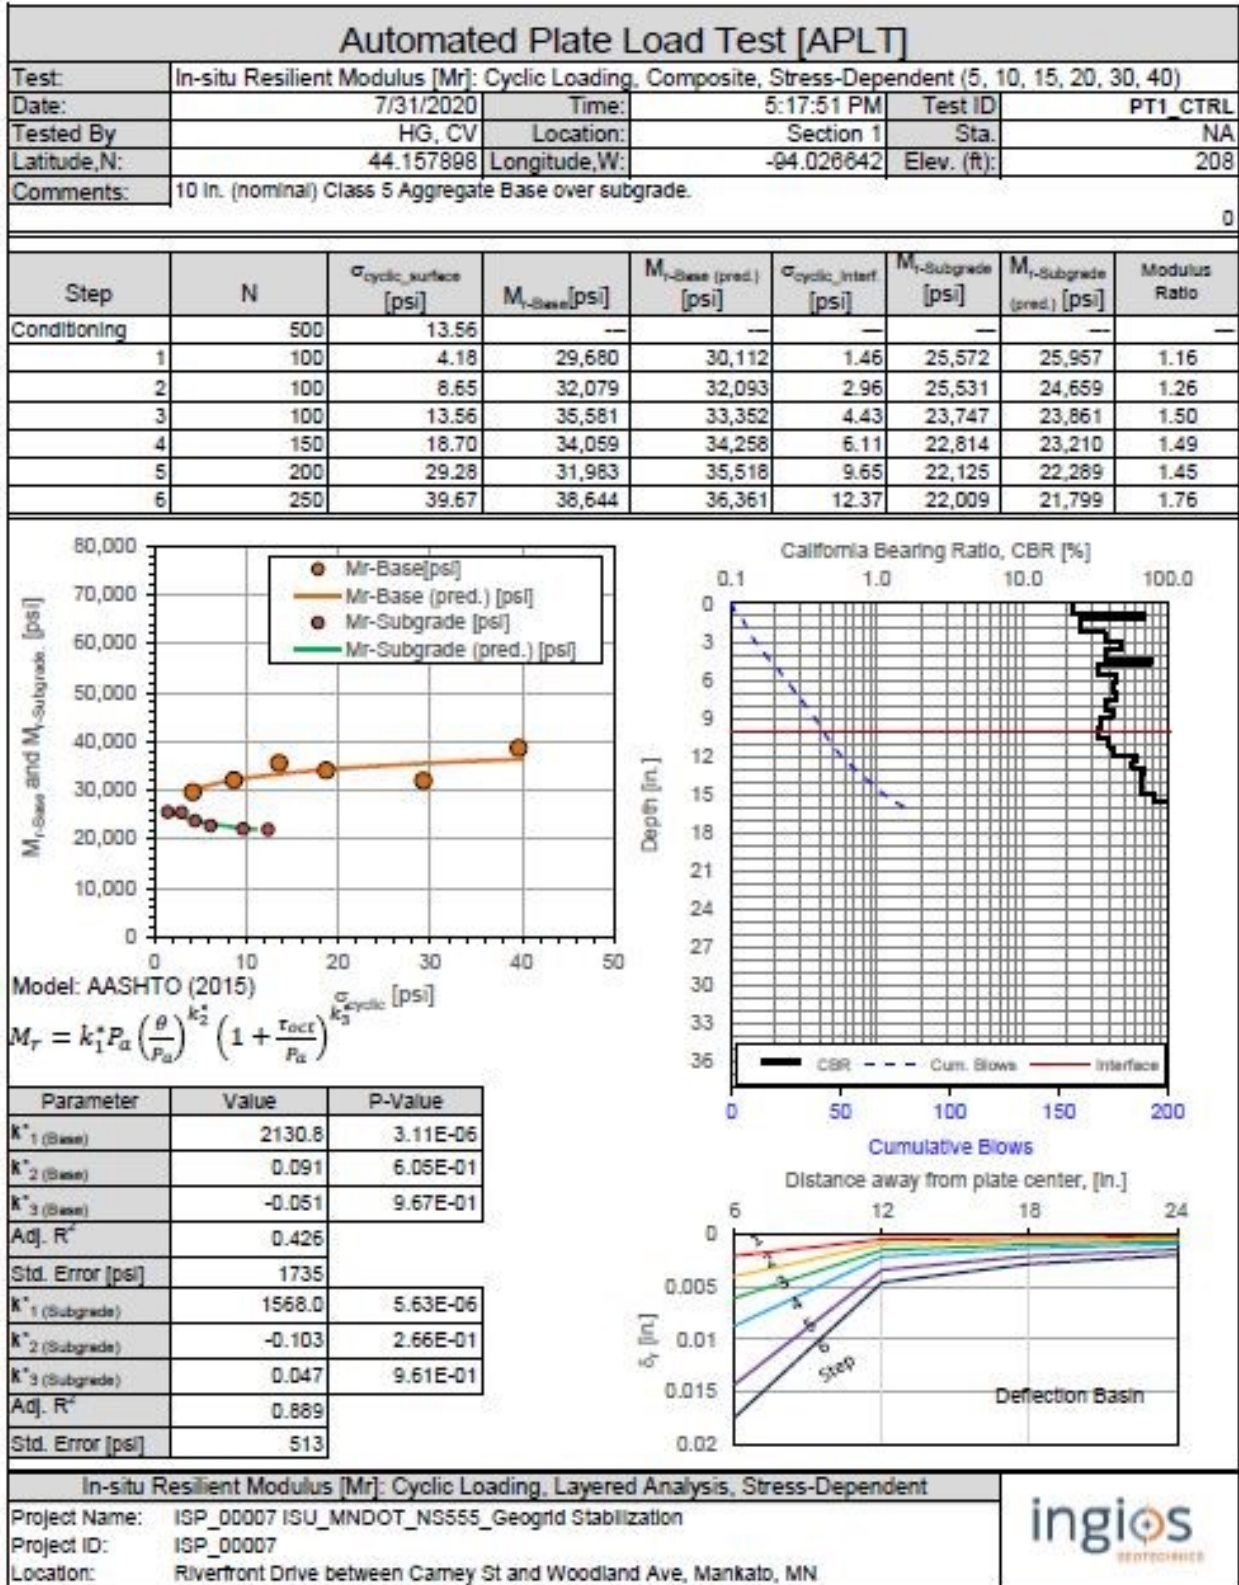 Automated Plate Load Test [APLT]
Test: In-situ Resilient Modulus [Mr]: Cyclic Loading, Composite, Stress-Dependent (5, 10, 15, 20, 30, 40)
Date: 7/31/2020 Time: 5:17:51 PM Test ID PT1_CTRL
Tested By HG, CV Location: Section 1 Sta. NA
Latitude,N: 44.157898 Longitude,W: -94.026642 Elev. (ft): 208
Comments: 10 in. (nominal) Class 5 Aggregate Base over subgrade.
0
Step N σcyclic_surface [psi] Mr-Base[psi] Mr-Base (pred.) [psi] σcyclic_interf. [psi] Mr-Subgrade [psi] Mr-Subgrade (pred.) [psi] Modulus Ratio
Conditioning 500 13.56 --- --- --- --- --- ---
1 100 4.18 29,680 30,112 1.46 25,572 25,957 1.16
2 100 8.65 32,079 32,093 2.96 25,531 24,659 1.26
3 100 13.56 35,581 33,352 4.43 23,747 23,861 1.50
4 150 18.70 34,059 34,258 6.11 22,814 23,210 1.49
5 200 29.28 31,983 35,518 9.65 22,125 22,289 1.45
6 250 39.67 38,644 36,361 12.37 22,009 21,799 1.76
Mr-Base and Mr-Subgrade. [psi]
80,000
70,000
60,000
50,000
40,000
30,000
20,000
10,000
0
Mr-Base[psi]
Mr-Base (pred.) [psi]
Mr-Subgrade [psi]
Mr-Subgrade (pred.) [psi]
0 10 20 30 40 50
σcyclic [psi]
Model: AASHTO (2015)
M_r = k_1^* P_a (θ/P_a)^{k_2^*} (1 + τ_oct/P_a)^{k_3^*}
California Bearing Ratio, CBR [%]
0.1 1.0 10.0 100.0
Depth [in.]
0
3
6
9
12
15
18
21
24
27
30
33
36
CBR Cum. Blows Interface
0 50 100 150 200
Cumulative Blows
Parameter Value P-Value
k*1 (Base) 2130.8 3.11E-06
k*2 (Base) 0.091 6.05E-01
k*3 (Base) -0.051 9.67E-01
Adj. R² 0.426
Std. Error [psi] 1735
k*1 (Subgrade) 1568.0 5.63E-06
k*2 (Subgrade) -0.103 2.66E-01
k*3 (Subgrade) 0.047 9.61E-01
Adj. R² 0.889
Std. Error [psi] 513
Distance away from plate center, [in.]
6 12 18 24
δr [in.]
0
0.005
0.01
0.015
0.02
1
2
3
4
5
6
Step
Deflection Basin
In-situ Resilient Modulus [Mr]: Cyclic Loading, Layered Analysis, Stress-Dependent
Project Name: ISP_00007 ISU_MNDOT_NS555_Geogrid Stabilization
Project ID: ISP_00007
Location: Riverfront Drive between Carney St and Woodland Ave, Mankato, MN
ingios
GEOTECHNICS